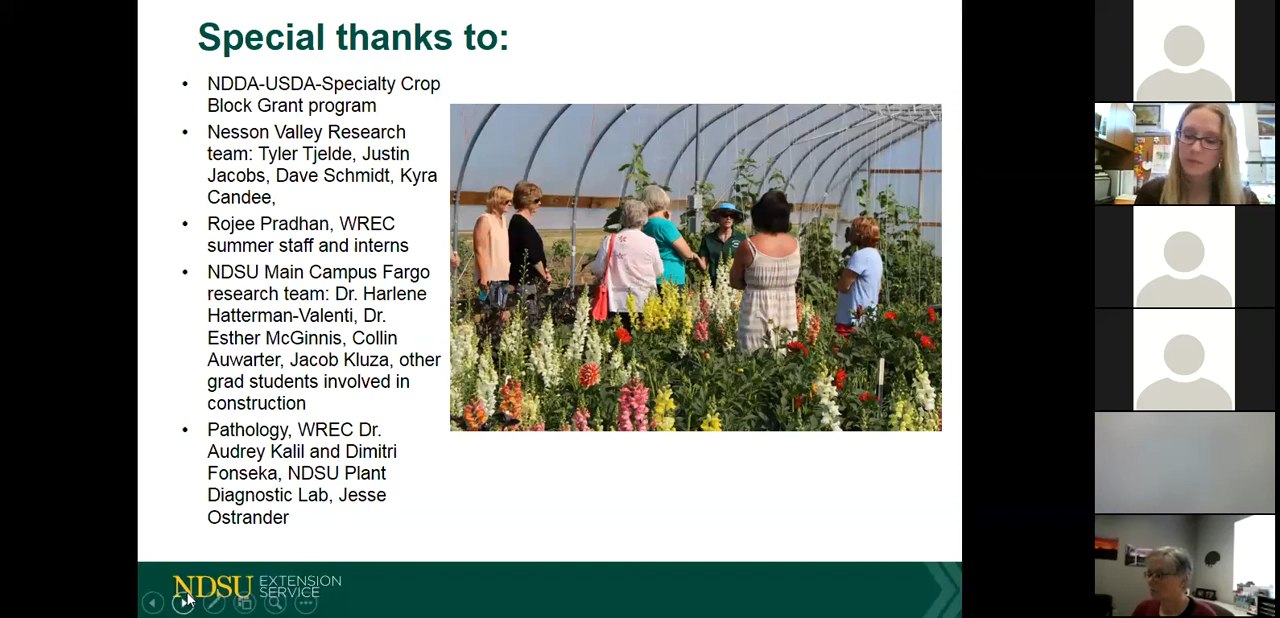 Special thanks to:
• NDDA-USDA-Specialty Crop
Block Grant program
• Nesson Valley Research
team: Tyler Tjelde, Justin
Jacobs, Dave Schmidt, Kyra
Candee,
• Rojee Pradhan, WREC
summer staff and interns
• NDSU Main Campus Fargo
research team: Dr. Harlene
Hatterman-Valenti, Dr.
Esther McGinnis, Collin
Auwarter, Jacob Kluza, other
grad students involved in
construction
• Pathology, WREC Dr.
Audrey Kalil and Dimitri
Fonseka, NDSU Plant
Diagnostic Lab, Jesse
Ostrander
NDSU EXTENSION
SERVICE